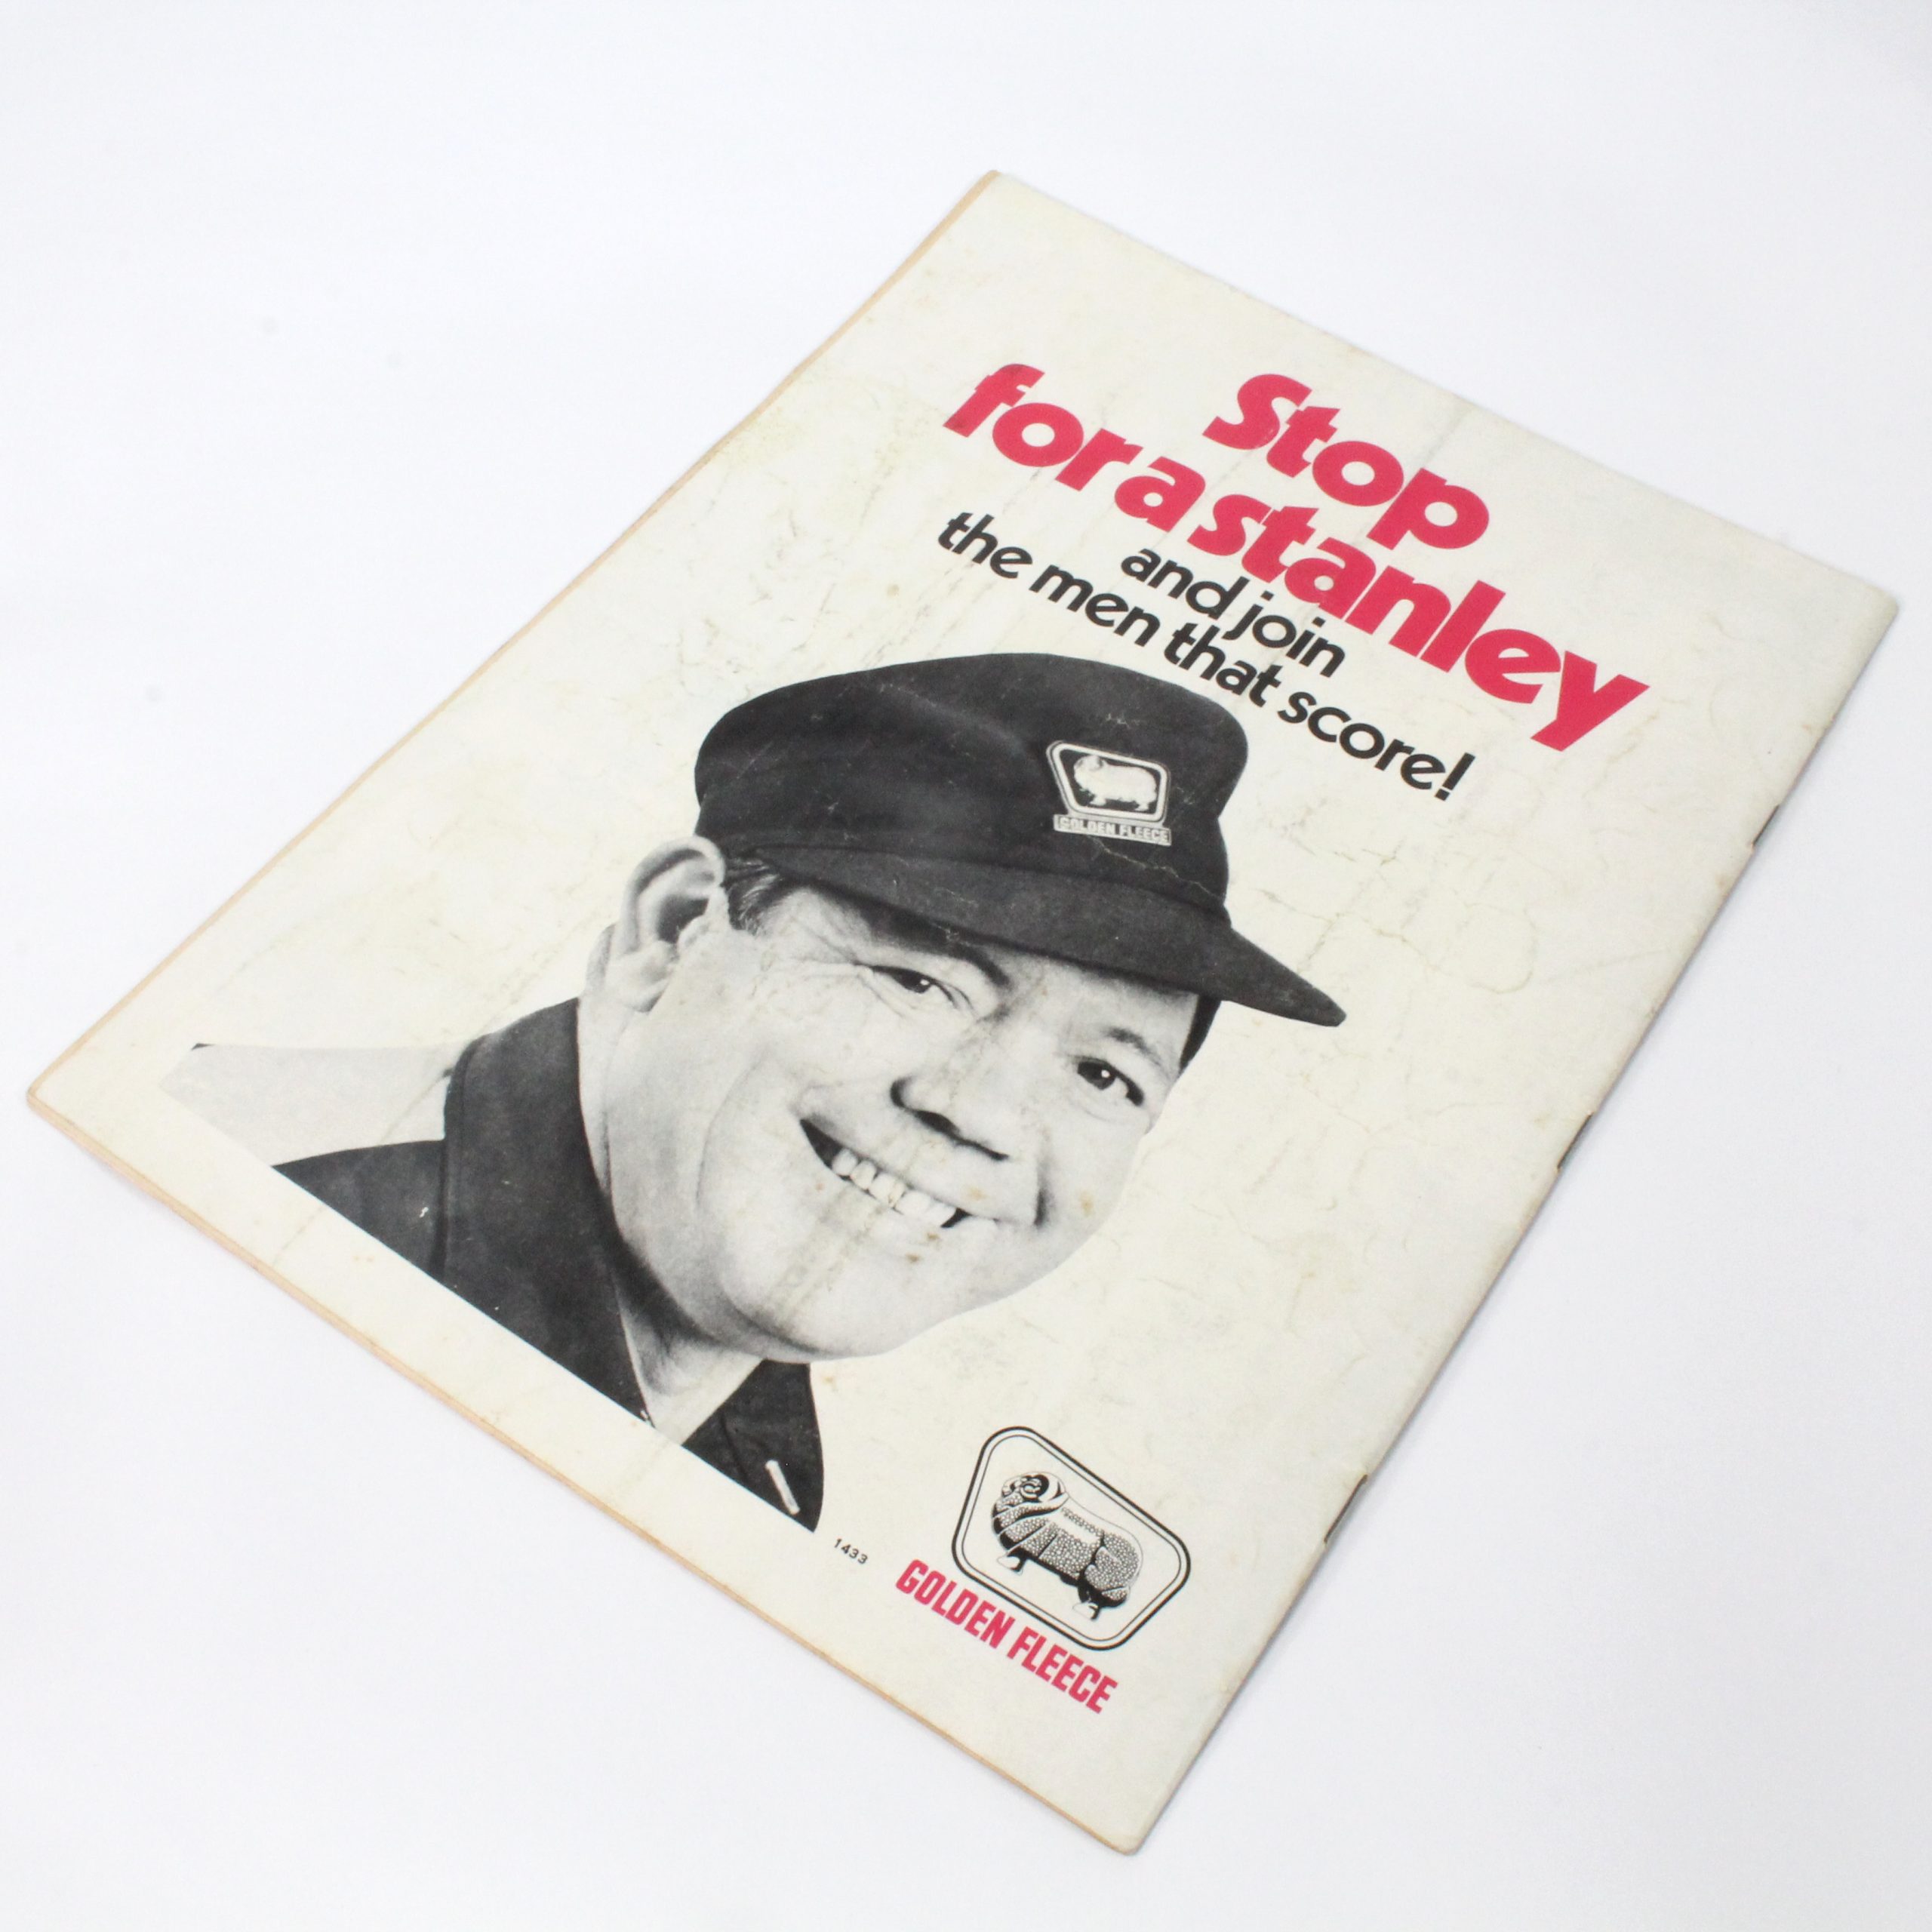 Stop
for a stanley
and join
the men that score!
GOLDEN FLEECE
1433
GOLDEN FLEECE